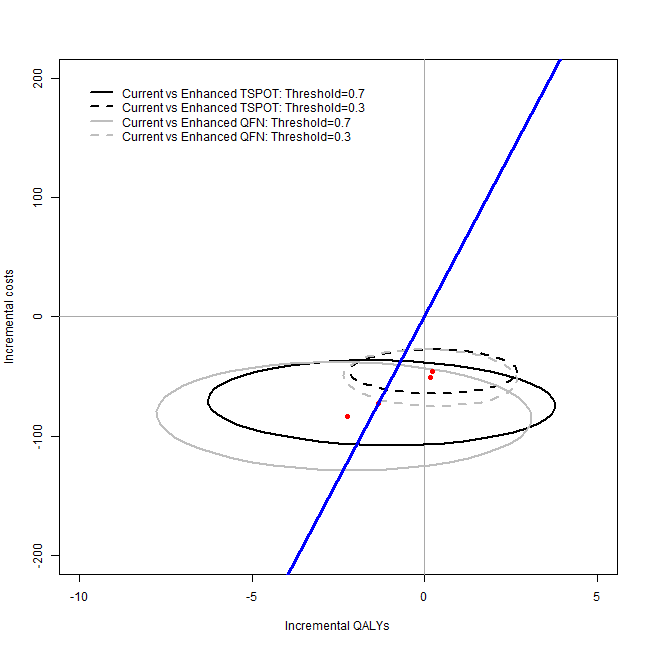 200
100
0
-100
-200
Incremental costs
Current vs Enhanced TSPOT: Threshold=0.7
Current vs Enhanced TSPOT: Threshold=0.3
Current vs Enhanced QFN: Threshold=0.7
Current vs Enhanced QFN: Threshold=0.3
-10 -5 0 5
Incremental QALYs